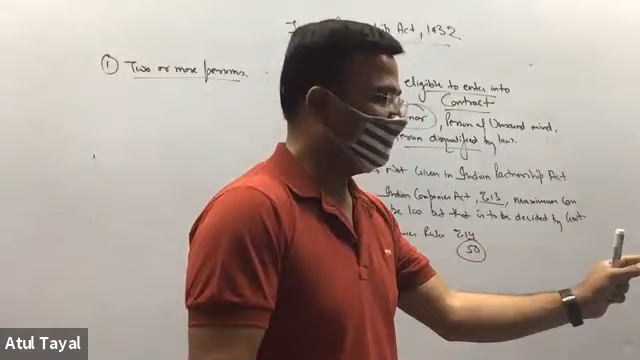 Act, 1932
① Two or more persons.
eligible to enter into
Contract
nor, Person of Unsound mind,
erson disqualified by law.
s Not Given in Indian Partnership Act
Indian Companies Act, 2013, maximum can
be 100 but that is to be decided by Govt
Rules 2014
50
Atul Tayal